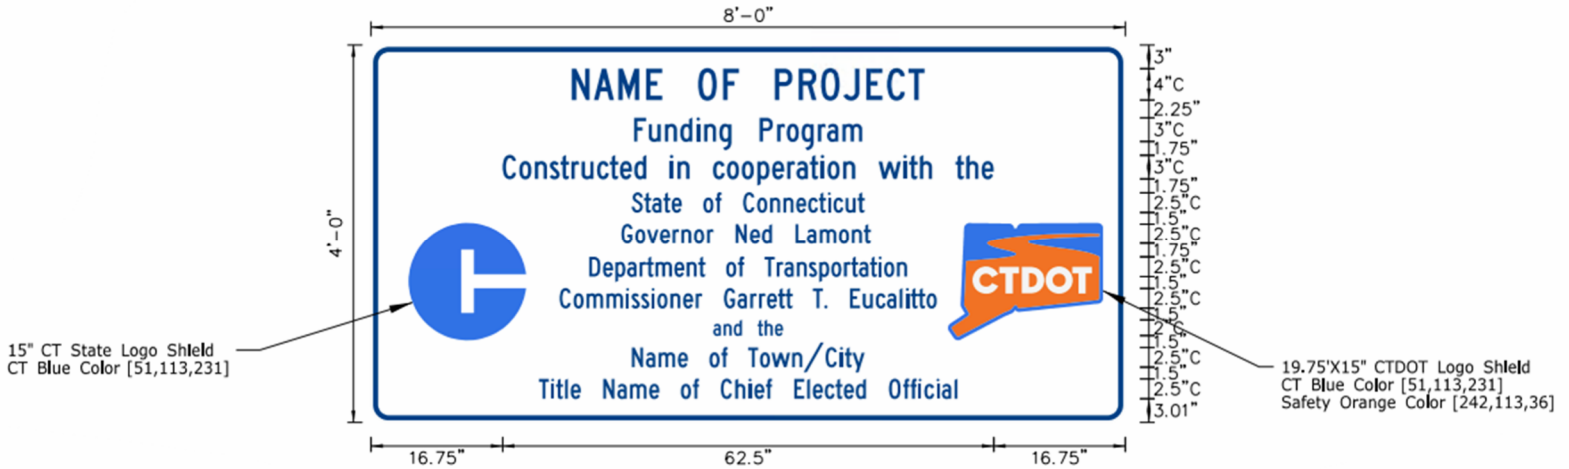 8'-0"
NAME OF PROJECT
Funding Program
Constructed in cooperation with the
State of Connecticut
Governor Ned Lamont
Department of Transportation
Commissioner Garrett T. Eucalitto
and the
Name of Town/City
Title Name of Chief Elected Official
CTDOT
4'-0"
15" CT State Logo Shield
CT Blue Color [51,113,231]
3"
4"C
2.25"
3"C
1.75"
3"C
1.75"
2.5"C
1.5"
2.5"C
1.75"
2.5"C
1.5"
2.5"C
1.5"
2"C
1.5"
2.5"C
1.5"
2.5"C
3.01"
19.75'X15" CTDOT Logo Shield
CT Blue Color [51,113,231]
Safety Orange Color [242,113,36]
16.75"
62.5"
16.75"